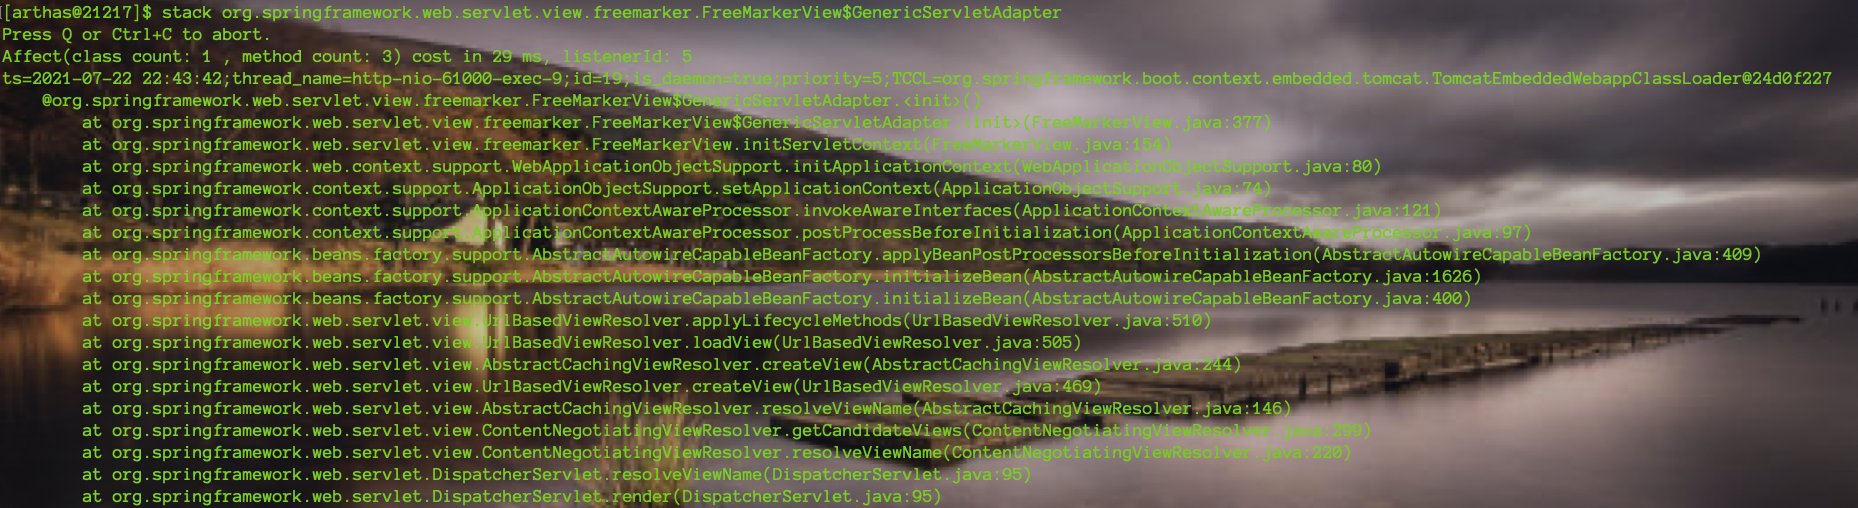 [arthas@21217]$ stack org.springframework.web.servlet.view.freemarker.FreeMarkerView$GenericServletAdapter
Press Q or Ctrl+C to abort.
Affect(class count: 1 , method count: 3) cost in 29 ms, listenerId: 5
ts=2021-07-22 22:43:42;thread_name=http-nio-61000-exec-9;id=19;is_daemon=true;priority=5;TCCL=org.springframework.boot.context.embedded.tomcat.TomcatEmbeddedWebappClassLoader@24d0f227
@org.springframework.web.servlet.view.freemarker.FreeMarkerView$GenericServletAdapter.<init>()
at org.springframework.web.servlet.view.freemarker.FreeMarkerView$GenericServletAdapter.<init>(FreeMarkerView.java:377)
at org.springframework.web.servlet.view.freemarker.FreeMarkerView.initServletContext(FreeMarkerView.java:154)
at org.springframework.web.context.support.WebApplicationObjectSupport.initApplicationContext(WebApplicationObjectSupport.java:80)
at org.springframework.context.support.ApplicationObjectSupport.setApplicationContext(ApplicationObjectSupport.java:74)
at org.springframework.context.support.ApplicationContextAwareProcessor.invokeAwareInterfaces(ApplicationContextAwareProcessor.java:121)
at org.springframework.context.support.ApplicationContextAwareProcessor.postProcessBeforeInitialization(ApplicationContextAwareProcessor.java:97)
at org.springframework.beans.factory.support.AbstractAutowireCapableBeanFactory.applyBeanPostProcessorsBeforeInitialization(AbstractAutowireCapableBeanFactory.java:409)
at org.springframework.beans.factory.support.AbstractAutowireCapableBeanFactory.initializeBean(AbstractAutowireCapableBeanFactory.java:1626)
at org.springframework.beans.factory.support.AbstractAutowireCapableBeanFactory.initializeBean(AbstractAutowireCapableBeanFactory.java:400)
at org.springframework.web.servlet.view.UrlBasedViewResolver.applyLifecycleMethods(UrlBasedViewResolver.java:510)
at org.springframework.web.servlet.view.UrlBasedViewResolver.loadView(UrlBasedViewResolver.java:505)
at org.springframework.web.servlet.view.AbstractCachingViewResolver.createView(AbstractCachingViewResolver.java:244)
at org.springframework.web.servlet.view.UrlBasedViewResolver.createView(UrlBasedViewResolver.java:469)
at org.springframework.web.servlet.view.AbstractCachingViewResolver.resolveViewName(AbstractCachingViewResolver.java:146)
at org.springframework.web.servlet.view.ContentNegotiatingViewResolver.getCandidateViews(ContentNegotiatingViewResolver.java:299)
at org.springframework.web.servlet.view.ContentNegotiatingViewResolver.resolveViewName(ContentNegotiatingViewResolver.java:220)
at org.springframework.web.servlet.DispatcherServlet.resolveViewName(DispatcherServlet.java:95)
at org.springframework.web.servlet.DispatcherServlet.render(DispatcherServlet.java:95)